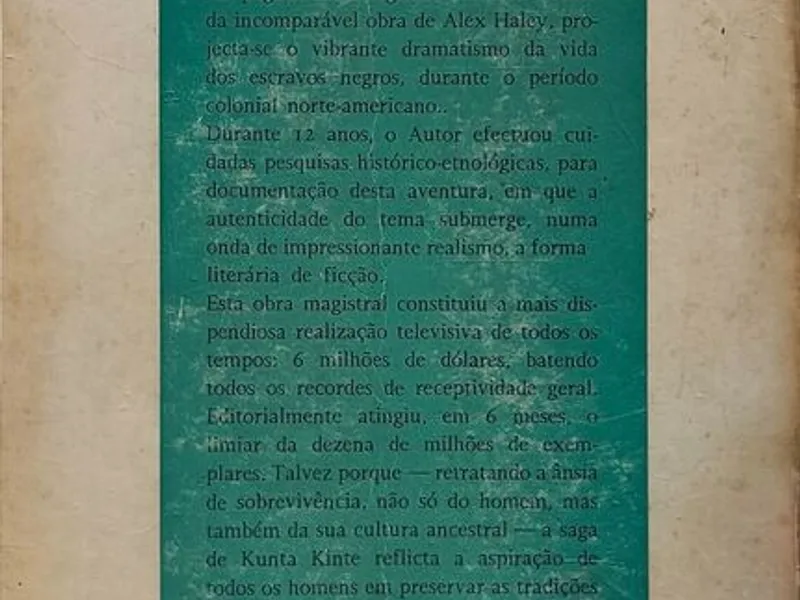 da incomparável obra de Alex Haley, pro-
jecta-se o vibrante dramatismo da vida
dos escravos negros, durante o período
colonial norte-americano..
Durante 12 anos, o Autor efectuou cui-
dadas pesquisas histórico-etnológicas, para
documentação desta aventura, em que a
autenticidade do tema submerge, numa
onda de impressionante realismo, a forma
literária de ficção.
Esta obra magistral constituiu a mais dis-
pendiosa realização televisiva de todos os
tempos: 6 milhões de dólares, batendo
todos os recordes de receptividade geral.
Editorialmente atingiu, em 6 meses, o
limiar da dezena de milhões de exem-
plares. Talvez porque — retratando a ânsia
de sobrevivência, não só do homem, mas
também da sua cultura ancestral — a saga
de Kunta Kinte reflicta a aspiração de
todos os homens em preservar as tradições